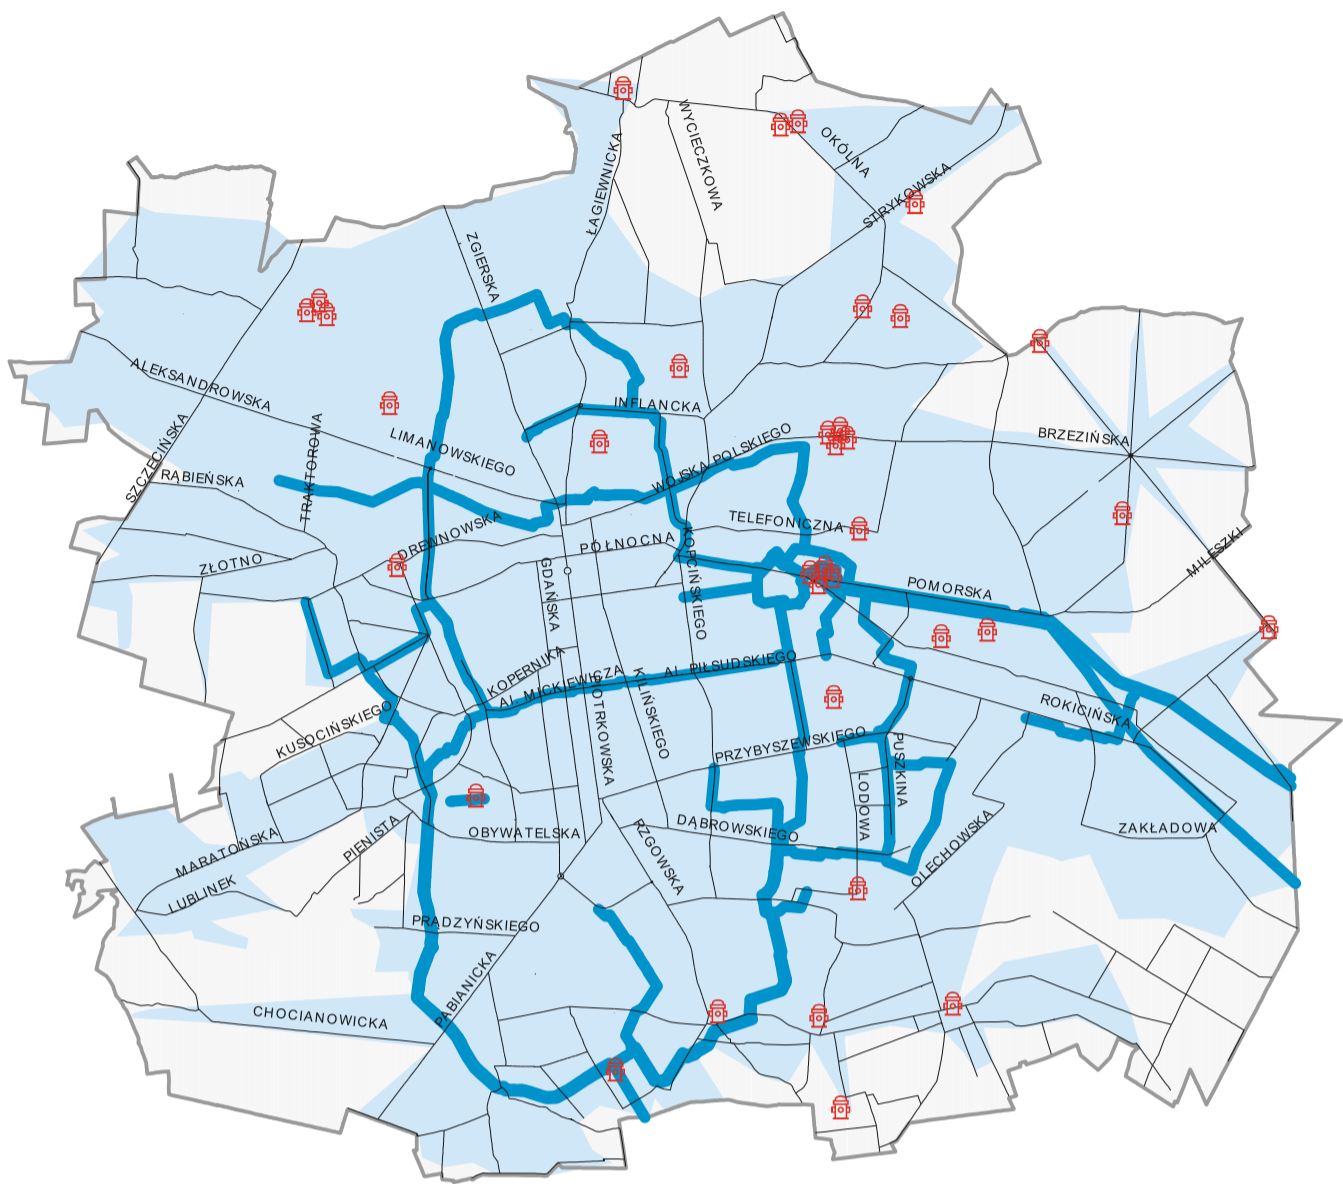 WYCIECZKOWA
OKÓLNA
ŁAGIEWNICKA
STRYKOWSKA
ZGIERSKA
ALEKSANDROWSKA
INFLANCKA
SZCZECIŃSKA
TRAKTOROWA
LIMANOWSKIEGO
WOJSKA POLSKIEGO
BRZEZIŃSKA
RĄBIEŃSKA
DREWNOWSKA
TELEFONICZNA
PÓŁNOCNA
KOPCIŃSKIEGO
MILESZKI
ZŁOTNO
GDAŃSKA
POMORSKA
KOPERNIKA
Al. MICKIEWICZA
Al. PIŁSUDSKIEGO
PIOTRKOWSKA
KILIŃSKIEGO
KUSOCIŃSKIEGO
ROKICIŃSKA
PRZYBYSZEWSKIEGO
PUSZKINA
LODOWA
MARATOŃSKA
PIENISTA
OBYWATELSKA
DĄBROWSKIEGO
ZAKŁADOWA
RZGOWSKA
OLECHOWSKA
LUBLINEK
PRĄDZYŃSKIEGO
PABIANICKA
CHOCIANOWICKA